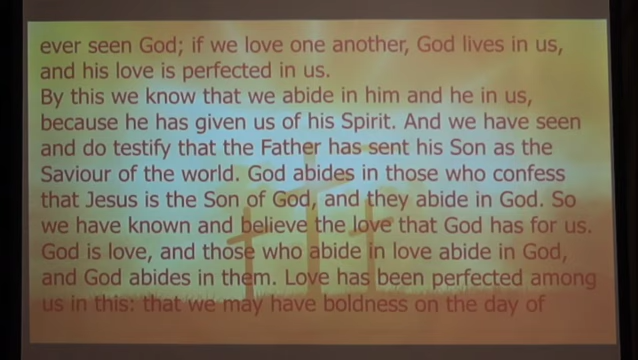 ever seen God; if we love one another, God lives in us,
and his love is perfected in us.
By this we know that we abide in him and he in us,
because he has given us of his Spirit. And we have seen
and do testify that the Father has sent his Son as the
Saviour of the world. God abides in those who confess
that Jesus is the Son of God, and they abide in God. So
we have known and believe the love that God has for us.
God is love, and those who abide in love abide in God,
and God abides in them. Love has been perfected among
us in this: that we may have boldness on the day of